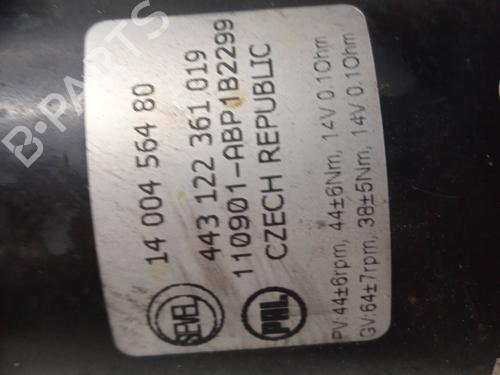 SEVEL
14 004 564 80
443 122 361 019
110901-ABP1B2299
PAL
CZECH REPUBLIC
PV:44±6rpm, 44±6Nm, 14V 0.1Ohm
GV:64±7rpm, 38±5Nm, 14V 0.1Ohm
B-PARTS